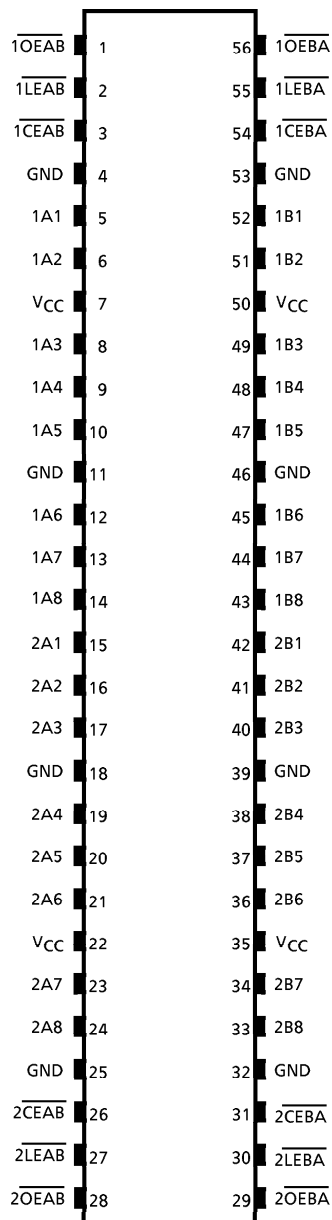 1OEAB 1 56 1OEBA
1LEAB 2 55 1LEBA
1CEAB 3 54 1CEBA
GND 4 53 GND
1A1 5 52 1B1
1A2 6 51 1B2
VCC 7 50 VCC
1A3 8 49 1B3
1A4 9 48 1B4
1A5 10 47 1B5
GND 11 46 GND
1A6 12 45 1B6
1A7 13 44 1B7
1A8 14 43 1B8
2A1 15 42 2B1
2A2 16 41 2B2
2A3 17 40 2B3
GND 18 39 GND
2A4 19 38 2B4
2A5 20 37 2B5
2A6 21 36 2B6
VCC 22 35 VCC
2A7 23 34 2B7
2A8 24 33 2B8
GND 25 32 GND
2CEAB 26 31 2CEBA
2LEAB 27 30 2LEBA
2OEAB 28 29 2OEBA